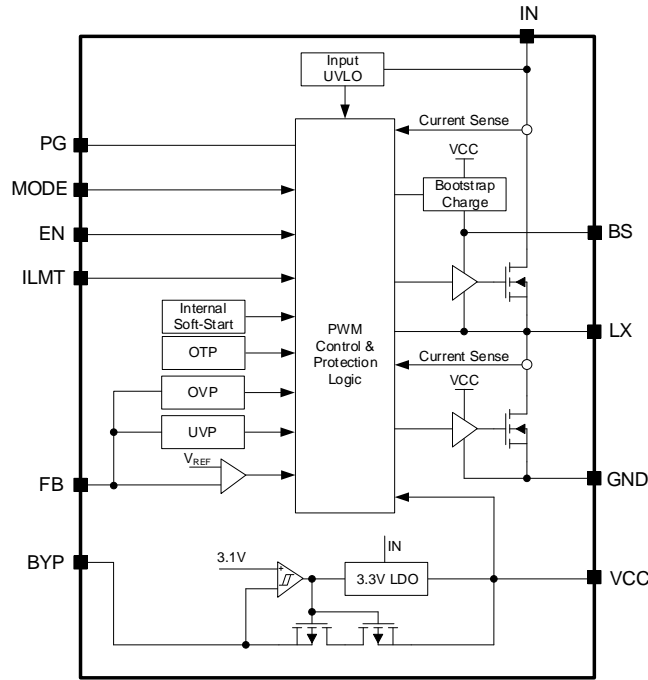 IN
Input
UVLO
Current Sense
PG
VCC
MODE
Bootstrap
Charge
EN
BS
ILMT
Internal
Soft-Start
PWM
Control &
Protection
Logic
LX
OTP
Current Sense
OVP
VCC
UVP
VREF
FB
GND
BYP
IN
3.1V
+
-
3.3V LDO
VCC